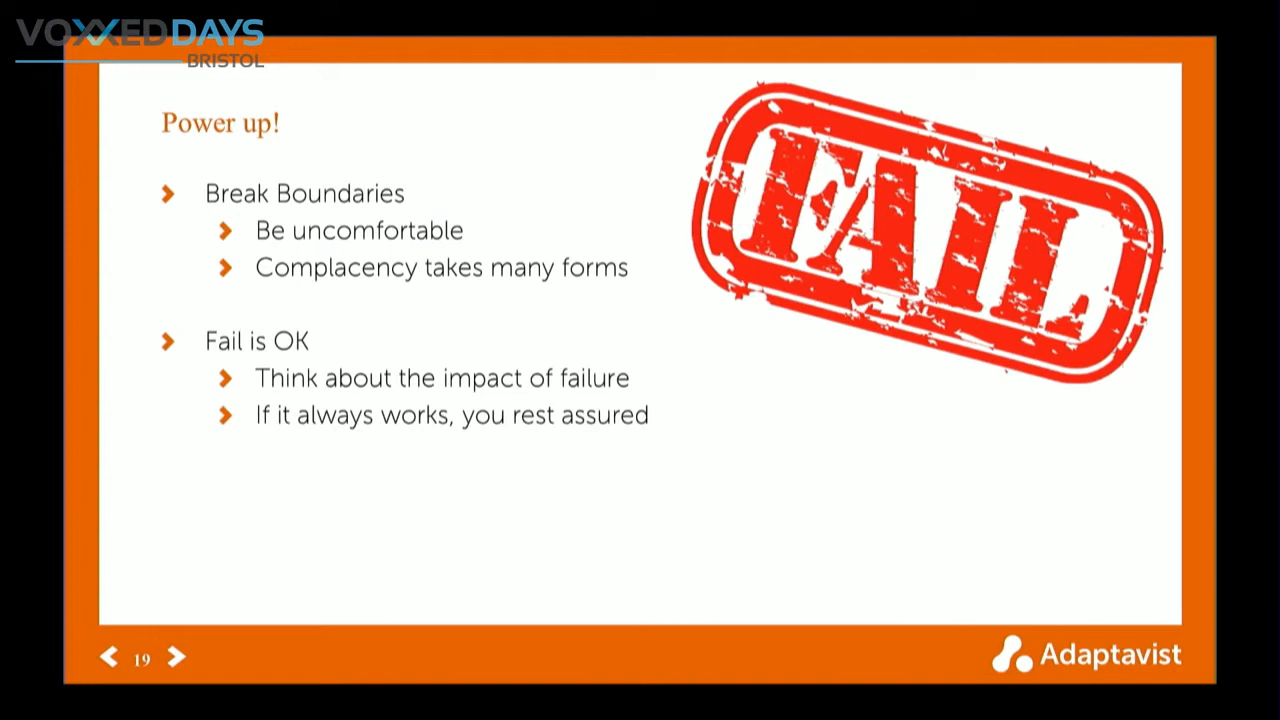 VOXXEDDAYS
BRISTOL
Power up!
Break Boundaries
Be uncomfortable
Complacency takes many forms
Fail is OK
Think about the impact of failure
If it always works, you rest assured
FAIL
19
Adaptavist